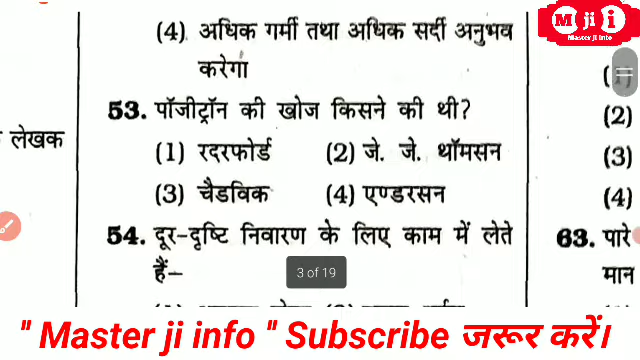 M ji i
Master ji info
(4) अधिक गर्मी तथा अधिक सर्दी अनुभव
करेगा
53. पॉजीट्रॉन की खोज किसने की थी?
(1) रदरफोर्ड (2) जे. जे. थॉमसन
(3) चैडविक (4) एण्डरसन
54. दूर-दृष्टि निवारण के लिए काम में लेते
हैं–
लेखक
(1)
(2)
(3)
(4)
63. पारे
मान
3 of 19
" Master ji info " Subscribe जरूर करें।